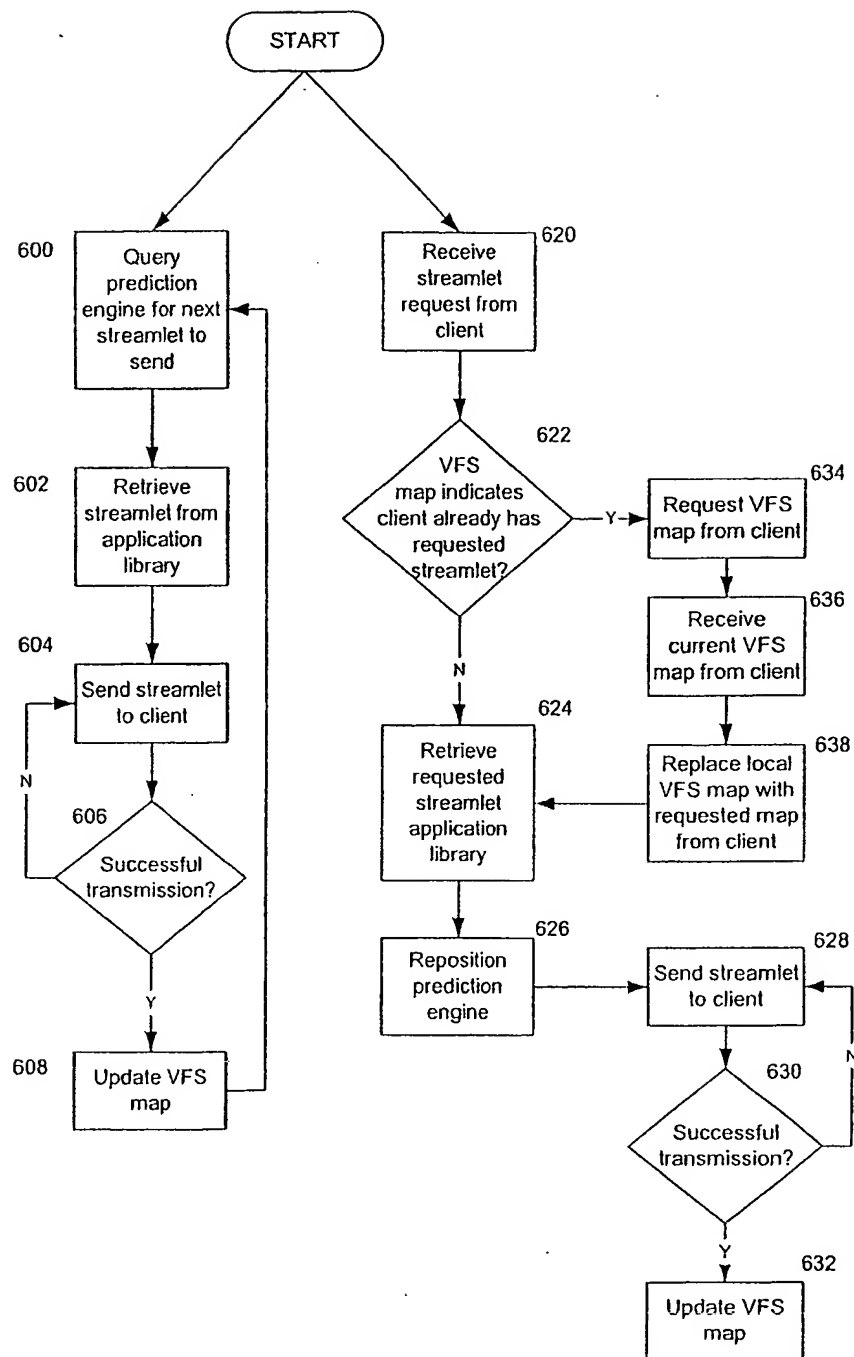 START
600
Query
prediction
engine for next
streamlet to
send
602
Retrieve
streamlet from
application
library
604
Send streamlet
to client
N
606
Successful
transmission?
Y
608
Update VFS
map
620
Receive
streamlet
request from
client
622
VFS
map indicates
client already has
requested
streamlet?
Y
N
634
Request VFS
map from client
636
Receive
current VFS
map from client
638
Replace local
VFS map with
requested map
from client
624
Retrieve
requested
streamlet
application
library
626
Reposition
prediction
engine
628
Send streamlet
to client
N
630
Successful
transmission?
Y
632
Update VFS
map